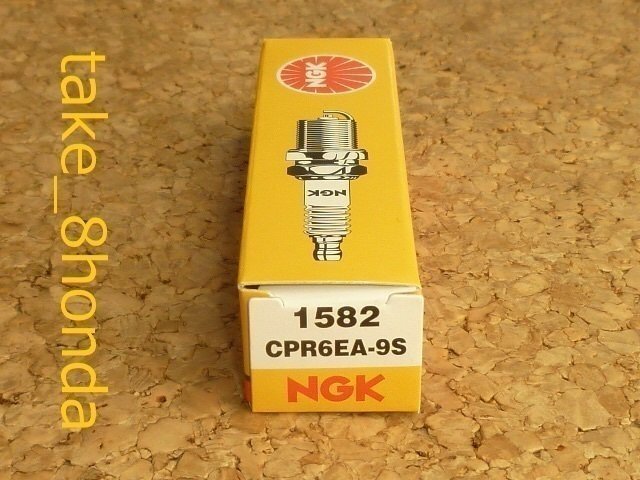 take_8honda
NGK
NGK
1582
CPR6EA-9S
NGK